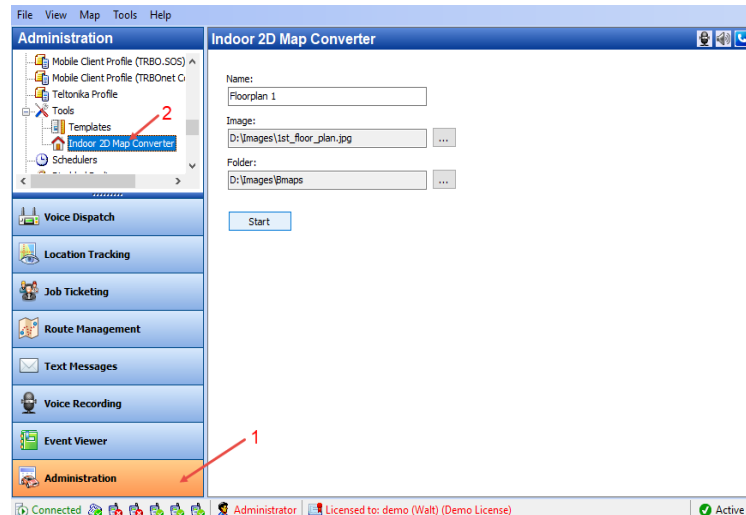 File View Map Tools Help
Administration
Indoor 2D Map Converter
Mobile Client Profile (TRBO.SOS)
Mobile Client Profile (TRBOnet C
Teltonika Profile
Tools
2
Templates
Indoor 2D Map Converter
Schedulers
Name:
Floorplan 1
Image:
D:\Images\1st_floor_plan.jpg
...
Folder:
D:\Images\Bmaps
...
Start
Voice Dispatch
Location Tracking
Job Ticketing
Route Management
Text Messages
Voice Recording
Event Viewer
1
Administration
Connected
Administrator
Licensed to: demo (Walt) (Demo License)
Active